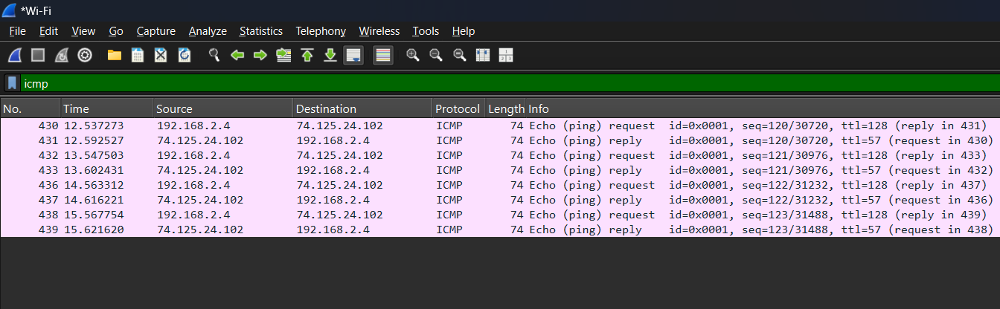 *Wi-Fi
File Edit View Go Capture Analyze Statistics Telephony Wireless Tools Help
icmp
No. Time Source Destination Protocol Length Info
430 12.537273 192.168.2.4 74.125.24.102 ICMP 74 Echo (ping) request id=0x0001, seq=120/30720, ttl=128 (reply in 431)
431 12.592527 74.125.24.102 192.168.2.4 ICMP 74 Echo (ping) reply id=0x0001, seq=120/30720, ttl=57 (request in 430)
432 13.547503 192.168.2.4 74.125.24.102 ICMP 74 Echo (ping) request id=0x0001, seq=121/30976, ttl=128 (reply in 433)
433 13.602431 74.125.24.102 192.168.2.4 ICMP 74 Echo (ping) reply id=0x0001, seq=121/30976, ttl=57 (request in 432)
436 14.563312 192.168.2.4 74.125.24.102 ICMP 74 Echo (ping) request id=0x0001, seq=122/31232, ttl=128 (reply in 437)
437 14.616221 74.125.24.102 192.168.2.4 ICMP 74 Echo (ping) reply id=0x0001, seq=122/31232, ttl=57 (request in 436)
438 15.567754 192.168.2.4 74.125.24.102 ICMP 74 Echo (ping) request id=0x0001, seq=123/31488, ttl=128 (reply in 439)
439 15.621620 74.125.24.102 192.168.2.4 ICMP 74 Echo (ping) reply id=0x0001, seq=123/31488, ttl=57 (request in 438)